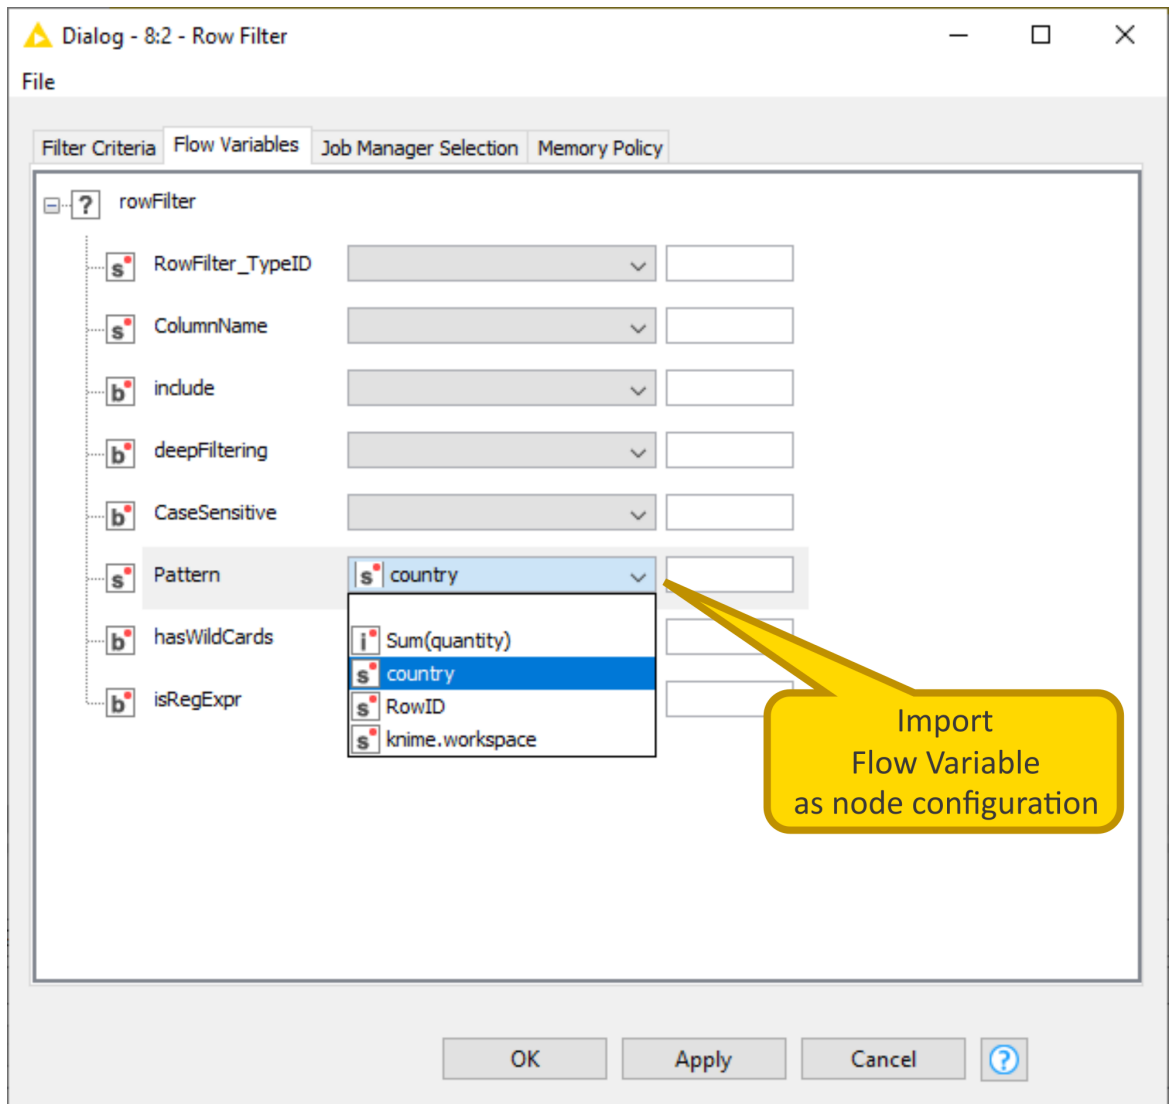 Dialog - 8:2 - Row Filter
File
Filter Criteria Flow Variables Job Manager Selection Memory Policy
? rowFilter
s RowFilter_TypeID
s ColumnName
b include
b deepFiltering
b CaseSensitive
s Pattern s country
b hasWildCards
i Sum(quantity)
s country
b isRegExpr
s RowID
s knime.workspace
Import
Flow Variable
as node configuration
OK Apply Cancel ?